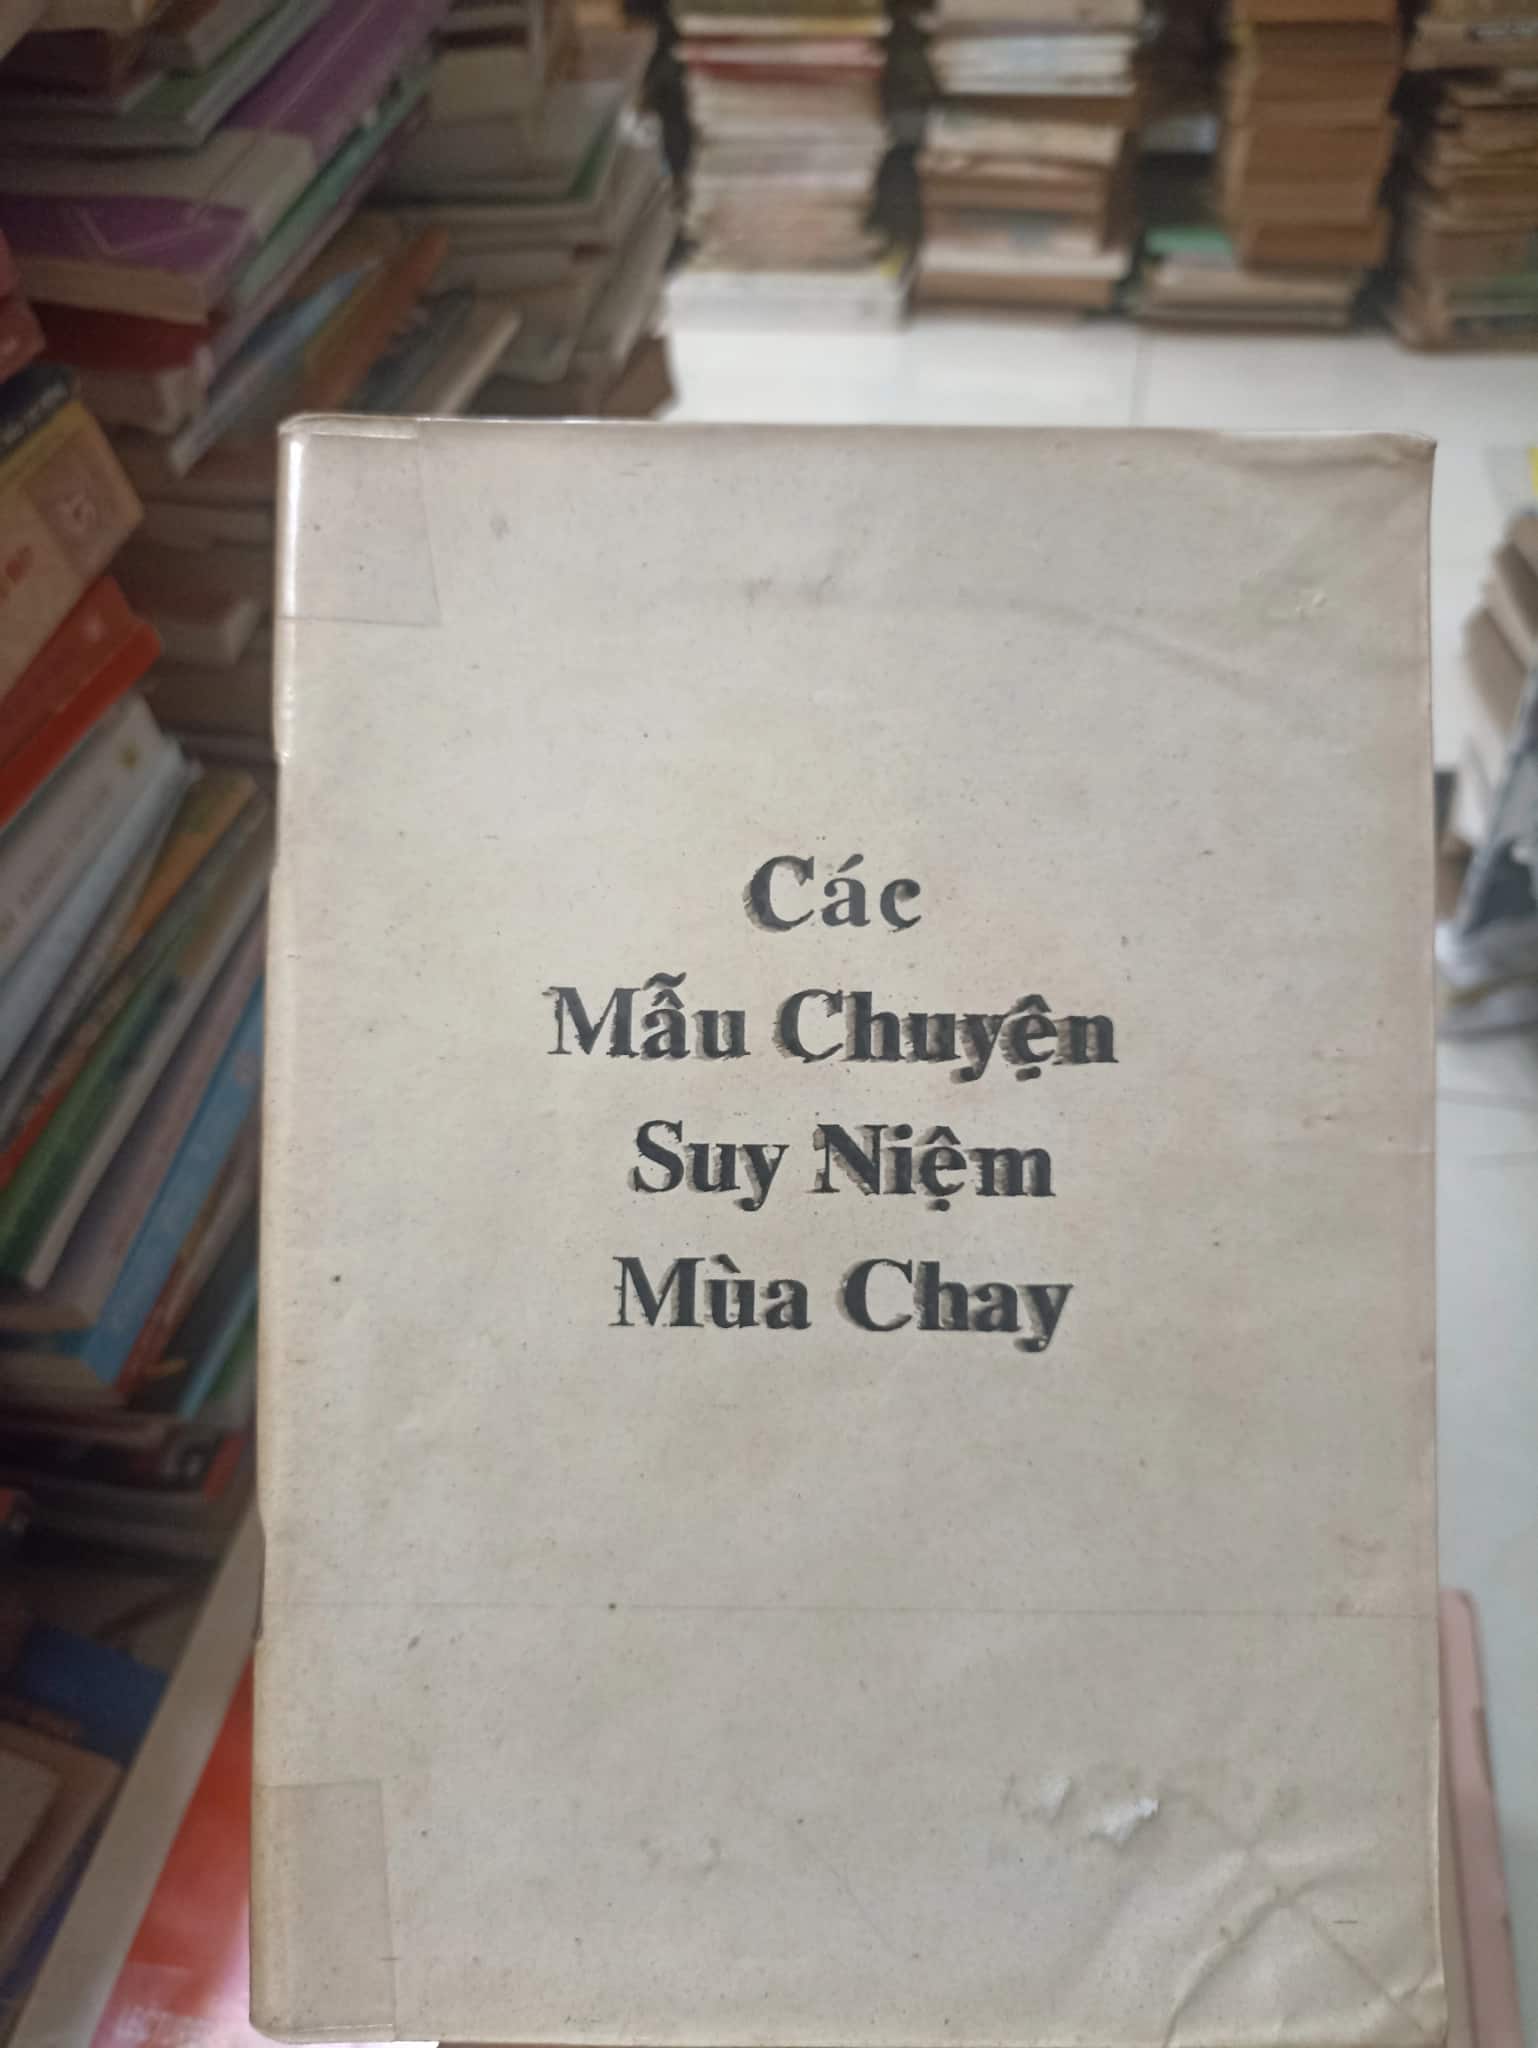 Các
Mẫu Chuyện
Suy Niệm
Mùa Chay